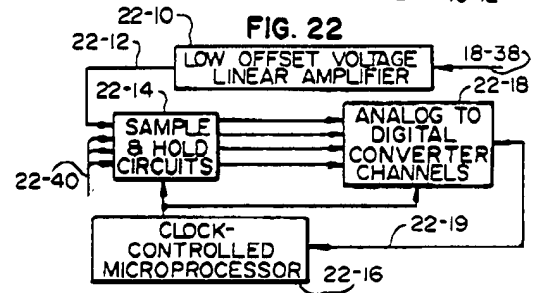 22-10
FIG. 22
22-12
LOW OFFSET VOLTAGE
LINEAR AMPLIFIER
18-38
22-14
22-18
SAMPLE
& HOLD
CIRCUITS
ANALOG TO
DIGITAL
CONVERTER
CHANNELS
22-40
CLOCK-
CONTROLLED
MICROPROCESSOR
22-19
22-16